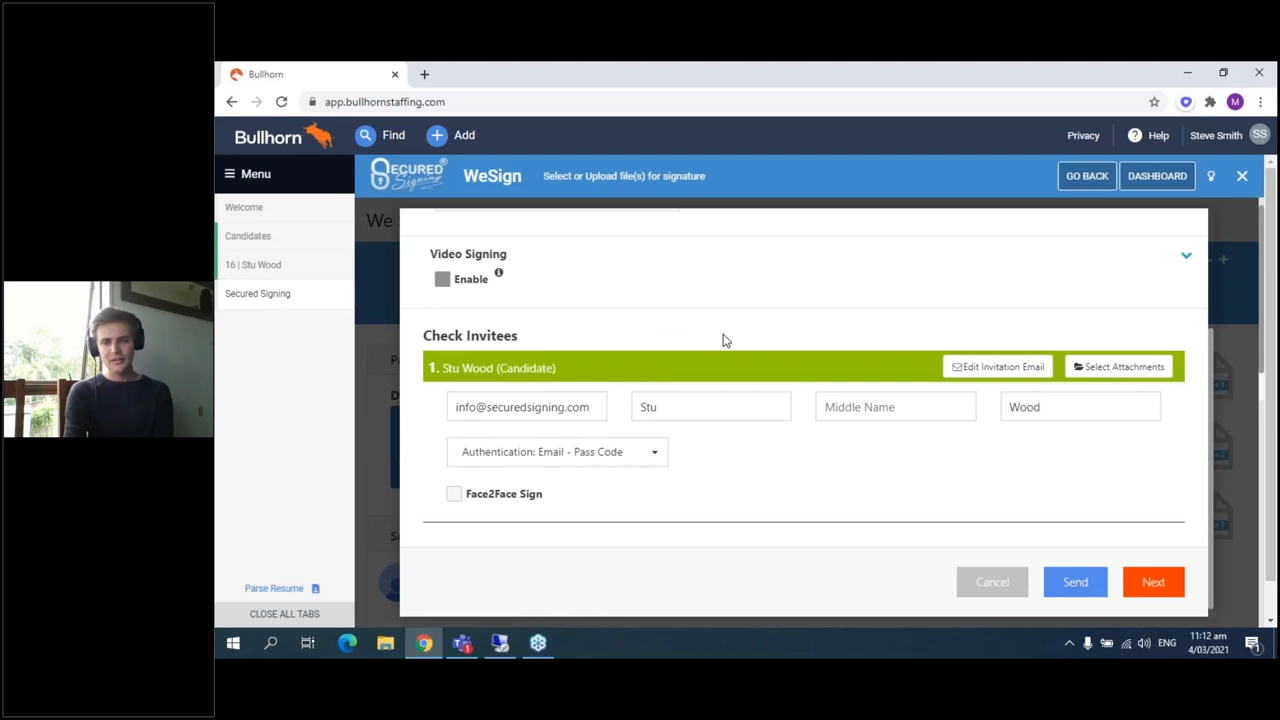 Bullhorn
app.bullhornstaffing.com
M
Bullhorn
Find
Add
Privacy
Help
Steve Smith
SS
Menu
SECURED
Signing
WeSign
Select or Upload file(s) for signature
GO BACK
DASHBOARD
Welcome
Candidates
16 | Stu Wood
Secured Signing
We
Video Signing
Enable
Check Invitees
1. Stu Wood (Candidate)
Edit Invitation Email
Select Attachments
info@securedsigning.com
Stu
Middle Name
Wood
Authentication: Email - Pass Code
Face2Face Sign
Cancel
Send
Next
Parse Resume
CLOSE ALL TABS
ENG
11:12 am
4/03/2021